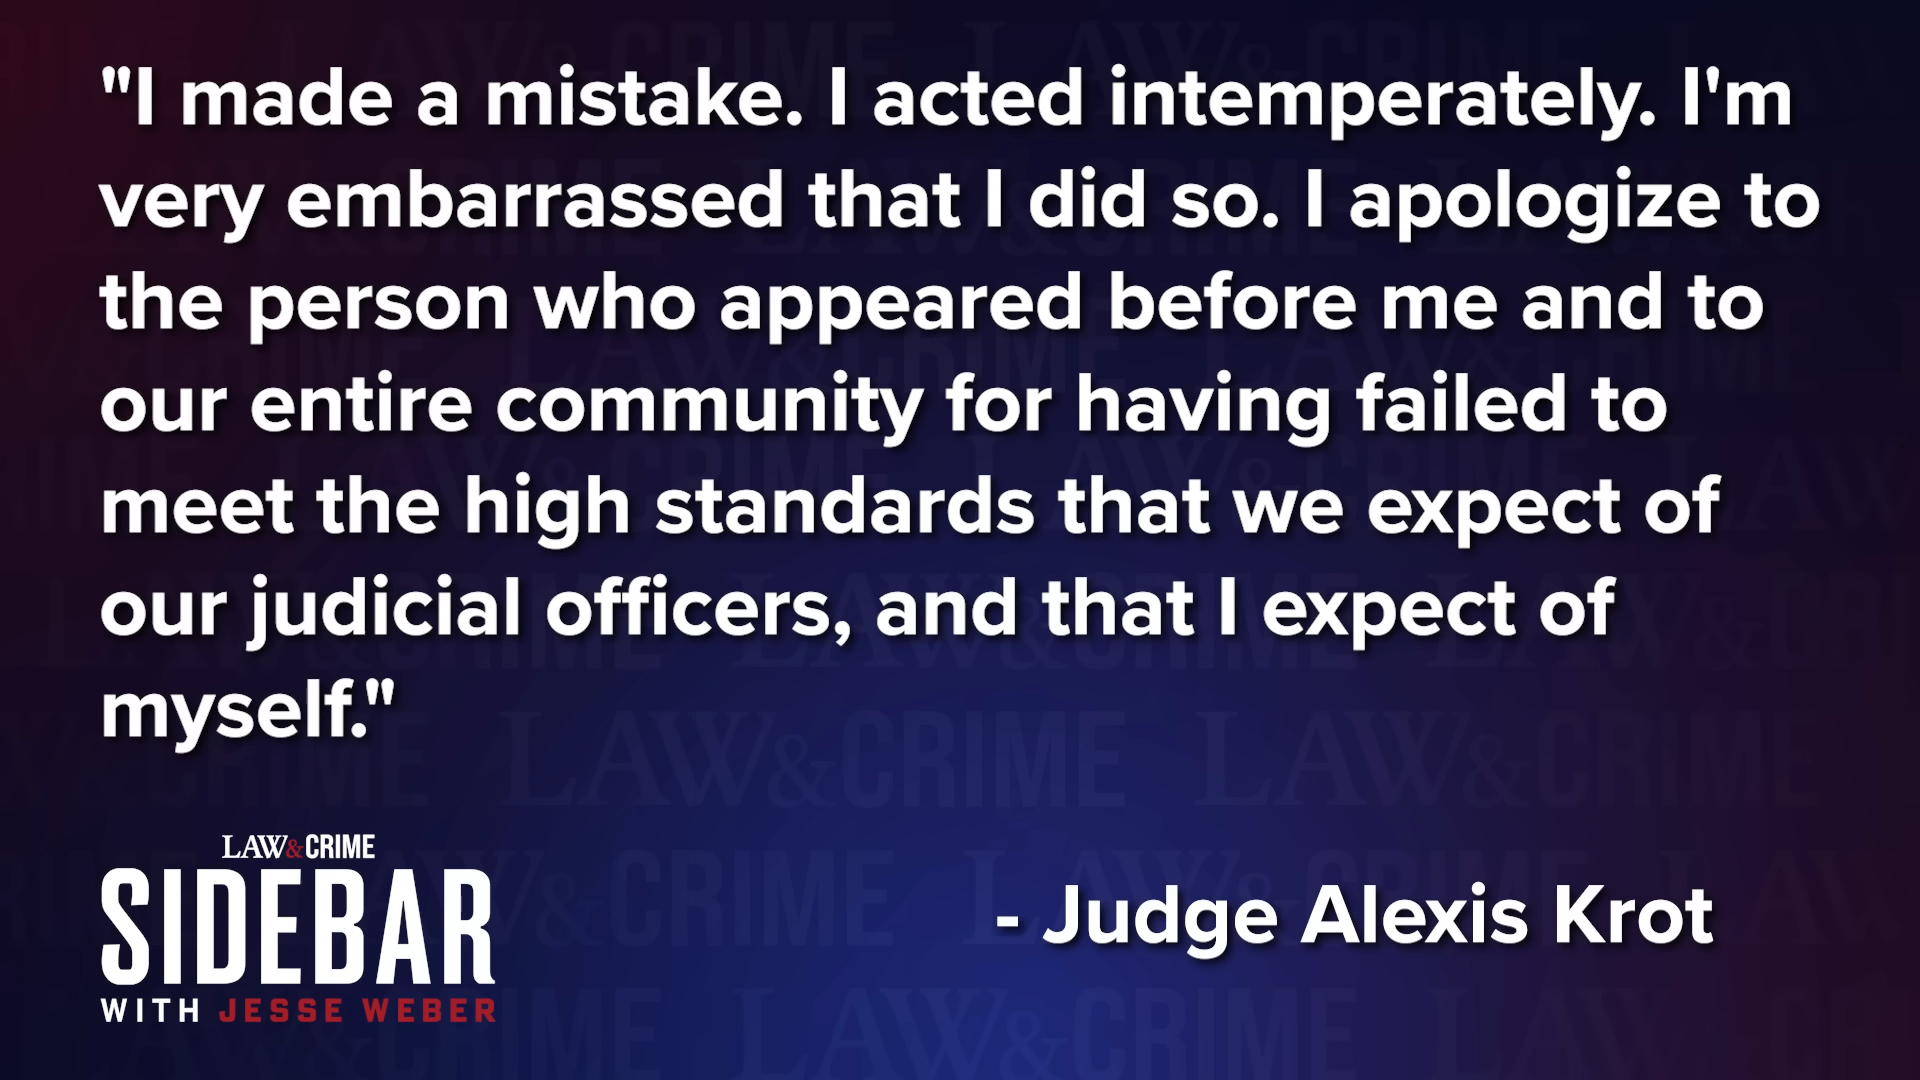 "I made a mistake. I acted intemperately. I'm
very embarrassed that I did so. I apologize to
the person who appeared before me and to
our entire community for having failed to
meet the high standards that we expect of
our judicial officers, and that I expect of
myself."
LAW&CRIME
SIDEBAR
WITH JESSE WEBER
- Judge Alexis Krot